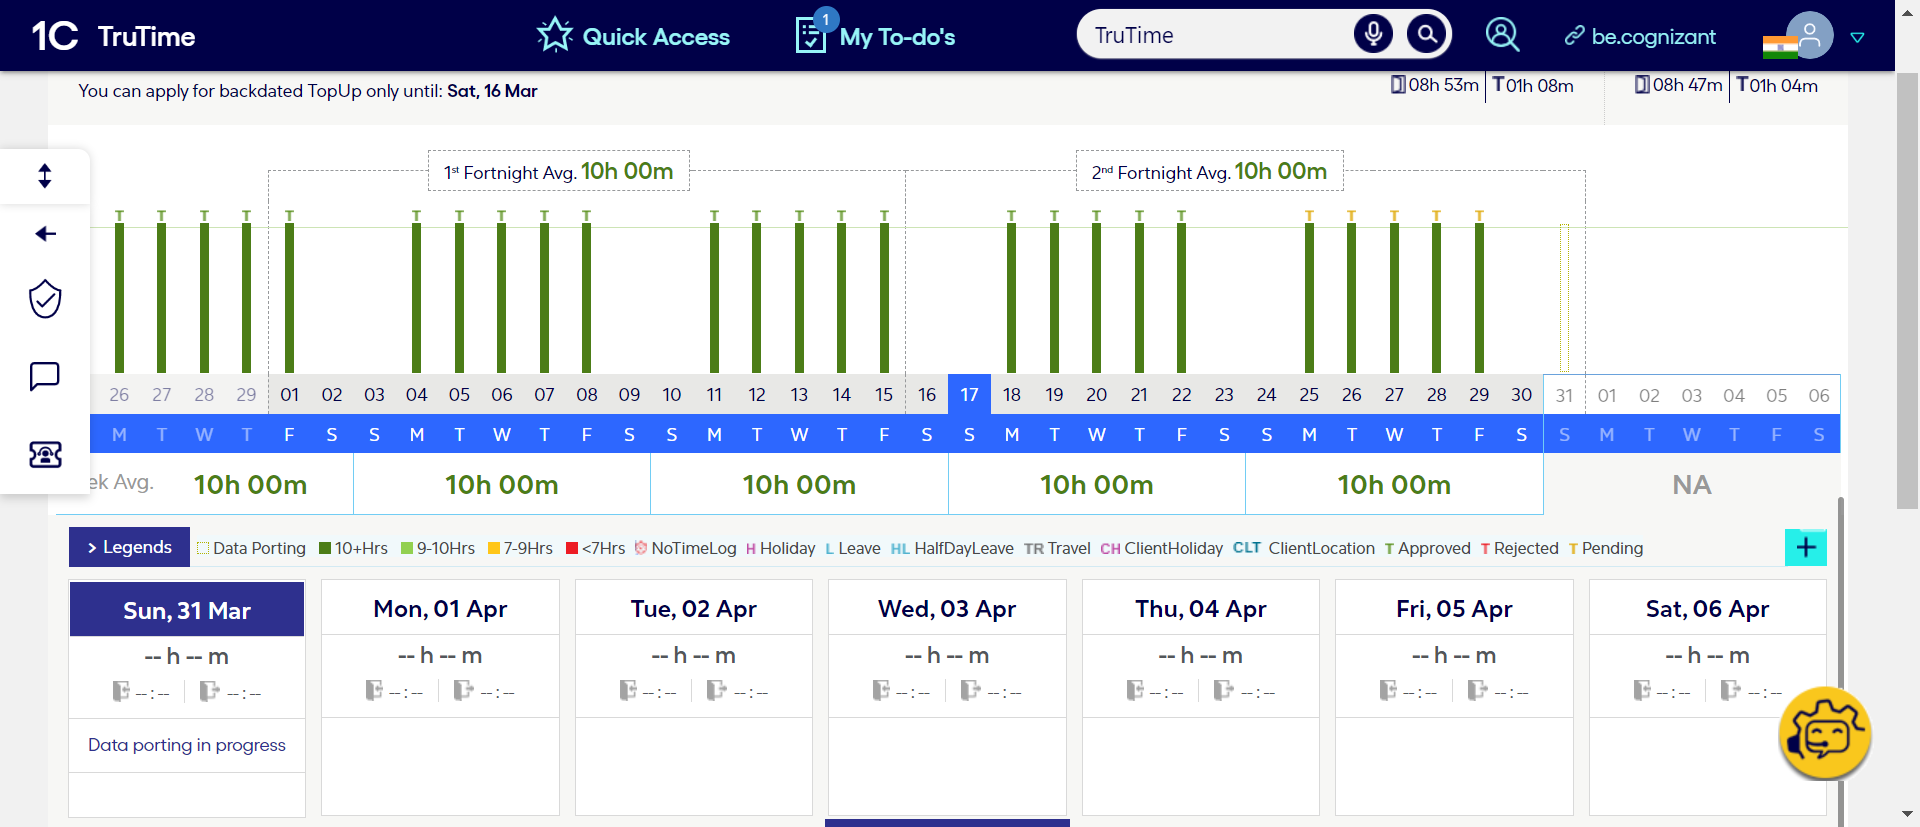 1C TruTime Quick Access 1 My To-do's TruTime be.cognizant
You can apply for backdated TopUp only until: Sat, 16 Mar 08h 53m T 01h 08m 08h 47m T 01h 04m
1st Fortnight Avg. 10h 00m 2nd Fortnight Avg. 10h 00m
T T T T T T T T T T T T T T T T T T T T T T T T T
26 27 28 29 01 02 03 04 05 06 07 08 09 10 11 12 13 14 15 16 17 18 19 20 21 22 23 24 25 26 27 28 29 30 31 01 02 03 04 05 06
M T W T F S S M T W T F S S M T W T F S S M T W T F S S M T W T F S S M T W T F S
ek Avg. 10h 00m 10h 00m 10h 00m 10h 00m 10h 00m NA
> Legends Data Porting 10+Hrs 9-10Hrs 7-9Hrs <7Hrs NoTimeLog H Holiday L Leave HL HalfDayLeave TR Travel CH ClientHoliday CLT ClientLocation T Approved T Rejected T Pending +
Sun, 31 Mar Mon, 01 Apr Tue, 02 Apr Wed, 03 Apr Thu, 04 Apr Fri, 05 Apr Sat, 06 Apr
-- h -- m -- h -- m -- h -- m -- h -- m -- h -- m -- h -- m -- h -- m
-- : -- -- : -- -- : -- -- : -- -- : -- -- : -- -- : -- -- : -- -- : -- -- : -- -- : -- -- : -- -- : -- -- : --
Data porting in progress